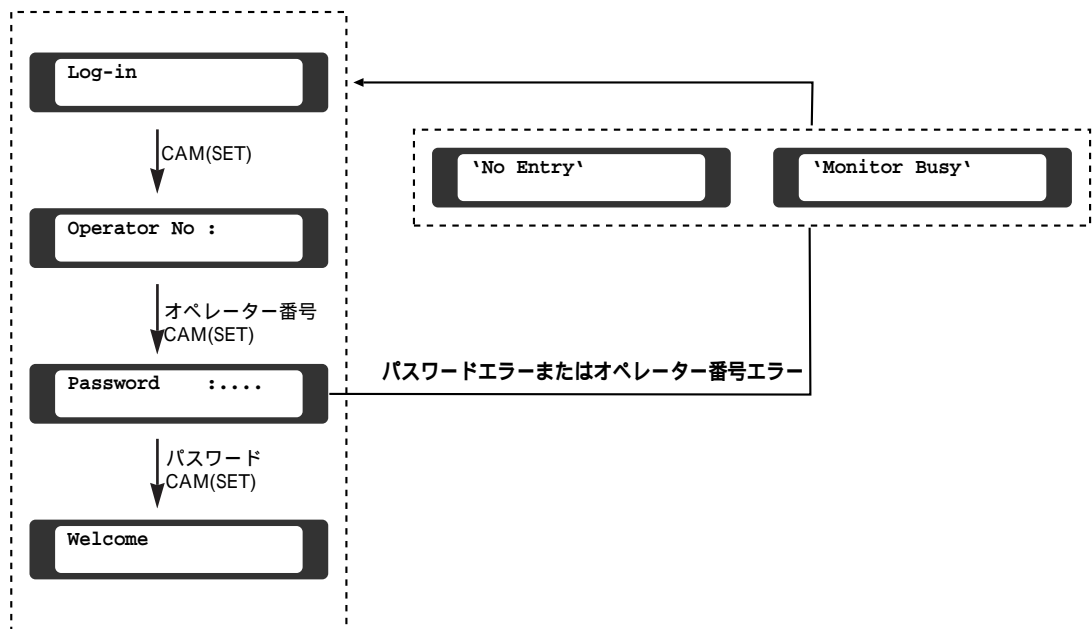 Log-in
CAM(SET)
Operator No :
オペレーター番号
CAM(SET)
Password :....
パスワード
CAM(SET)
Welcome
‵No Entry‵
‵Monitor Busy‵
パスワードエラーまたはオペレーター番号エラー